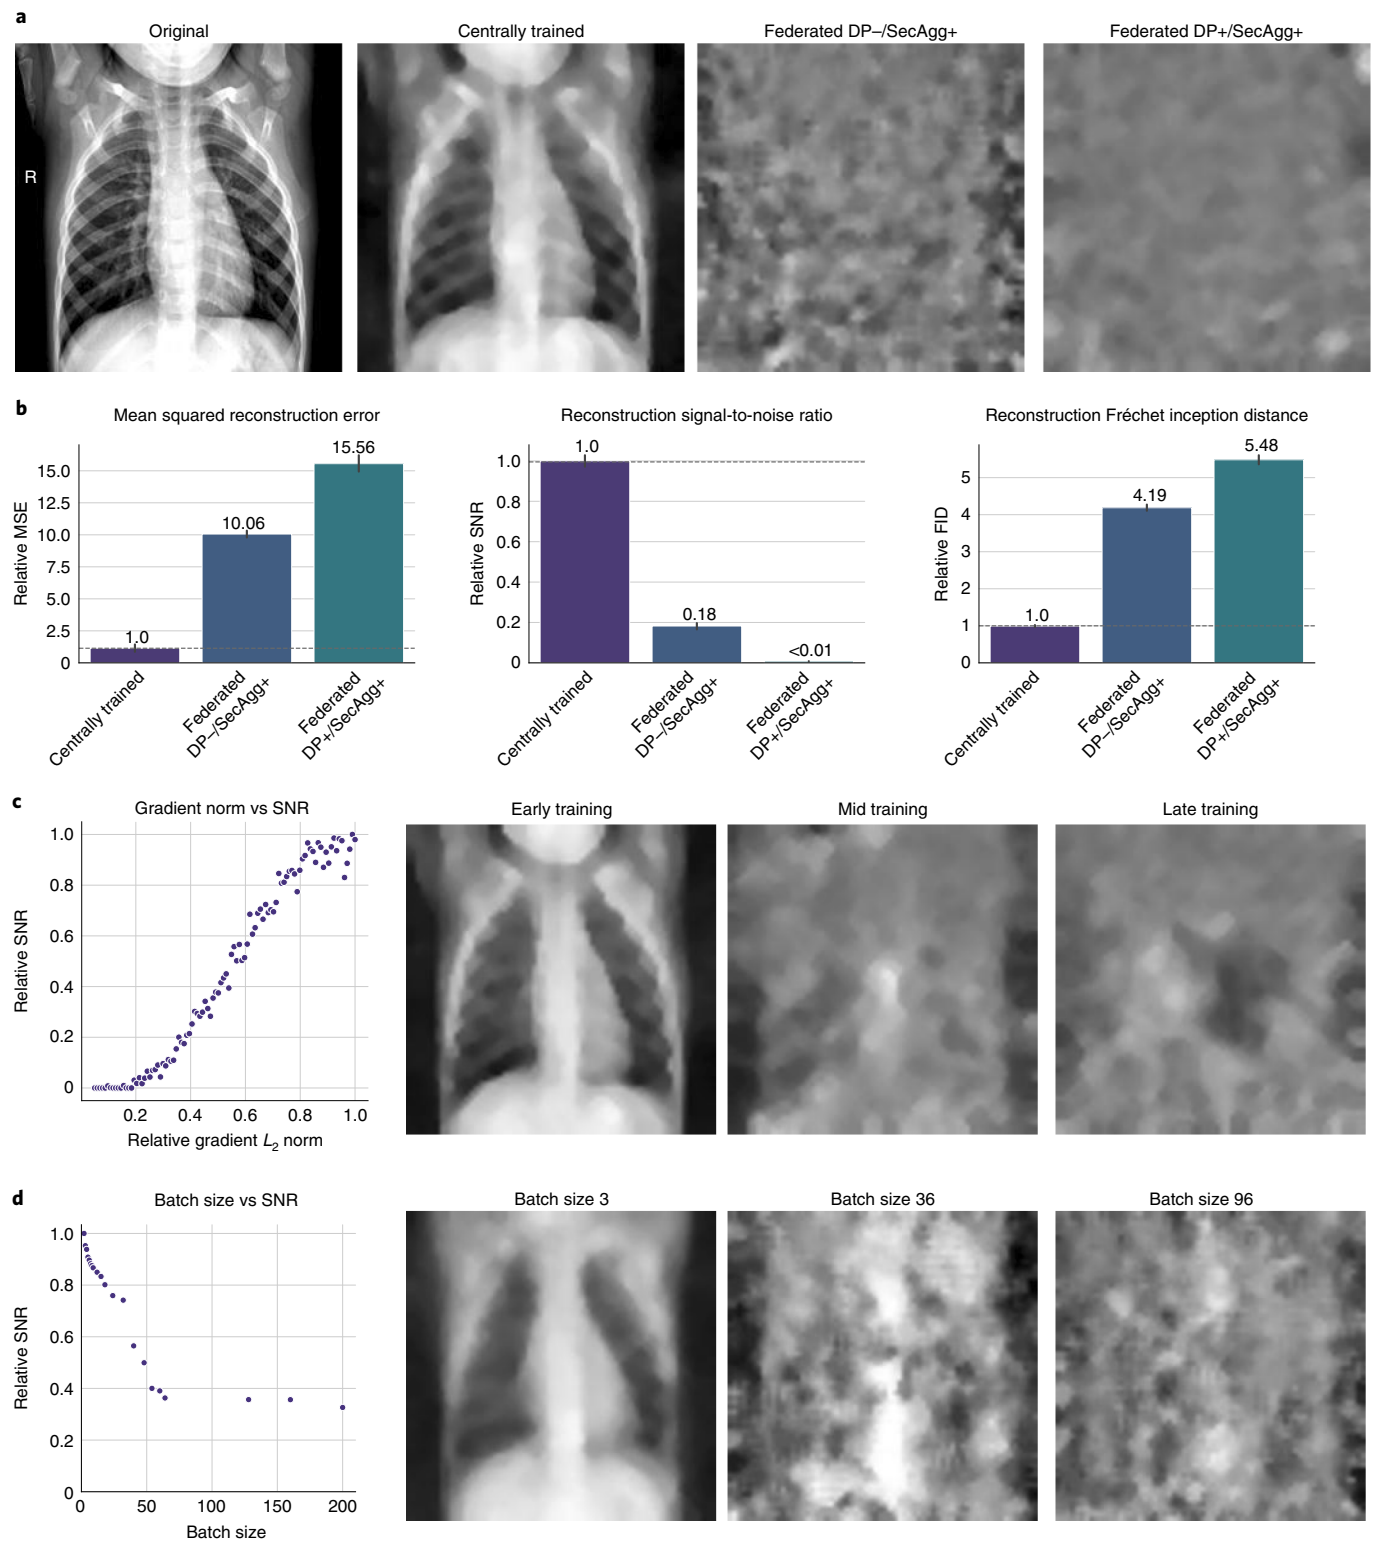 a
Original
Centrally trained
Federated DP–/SecAgg+
Federated DP+/SecAgg+
R
b
Mean squared reconstruction error
Relative MSE
15.0
12.5
10.0
7.5
5.0
2.5
0
1.0
10.06
15.56
Centrally trained
Federated
DP–/SecAgg+
Federated
DP+/SecAgg+
Reconstruction signal-to-noise ratio
Relative SNR
1.0
0.8
0.6
0.4
0.2
0
1.0
0.18
<0.01
Centrally trained
Federated
DP–/SecAgg+
Federated
DP+/SecAgg+
Reconstruction Fréchet inception distance
Relative FID
5
4
3
2
1
0
1.0
4.19
5.48
Centrally trained
Federated
DP–/SecAgg+
Federated
DP+/SecAgg+
c
Gradient norm vs SNR
Relative SNR
1.0
0.8
0.6
0.4
0.2
0
0.2 0.4 0.6 0.8 1.0
Relative gradient L2 norm
Early training
Mid training
Late training
d
Batch size vs SNR
Relative SNR
1.0
0.8
0.6
0.4
0.2
0
0 50 100 150 200
Batch size
Batch size 3
Batch size 36
Batch size 96